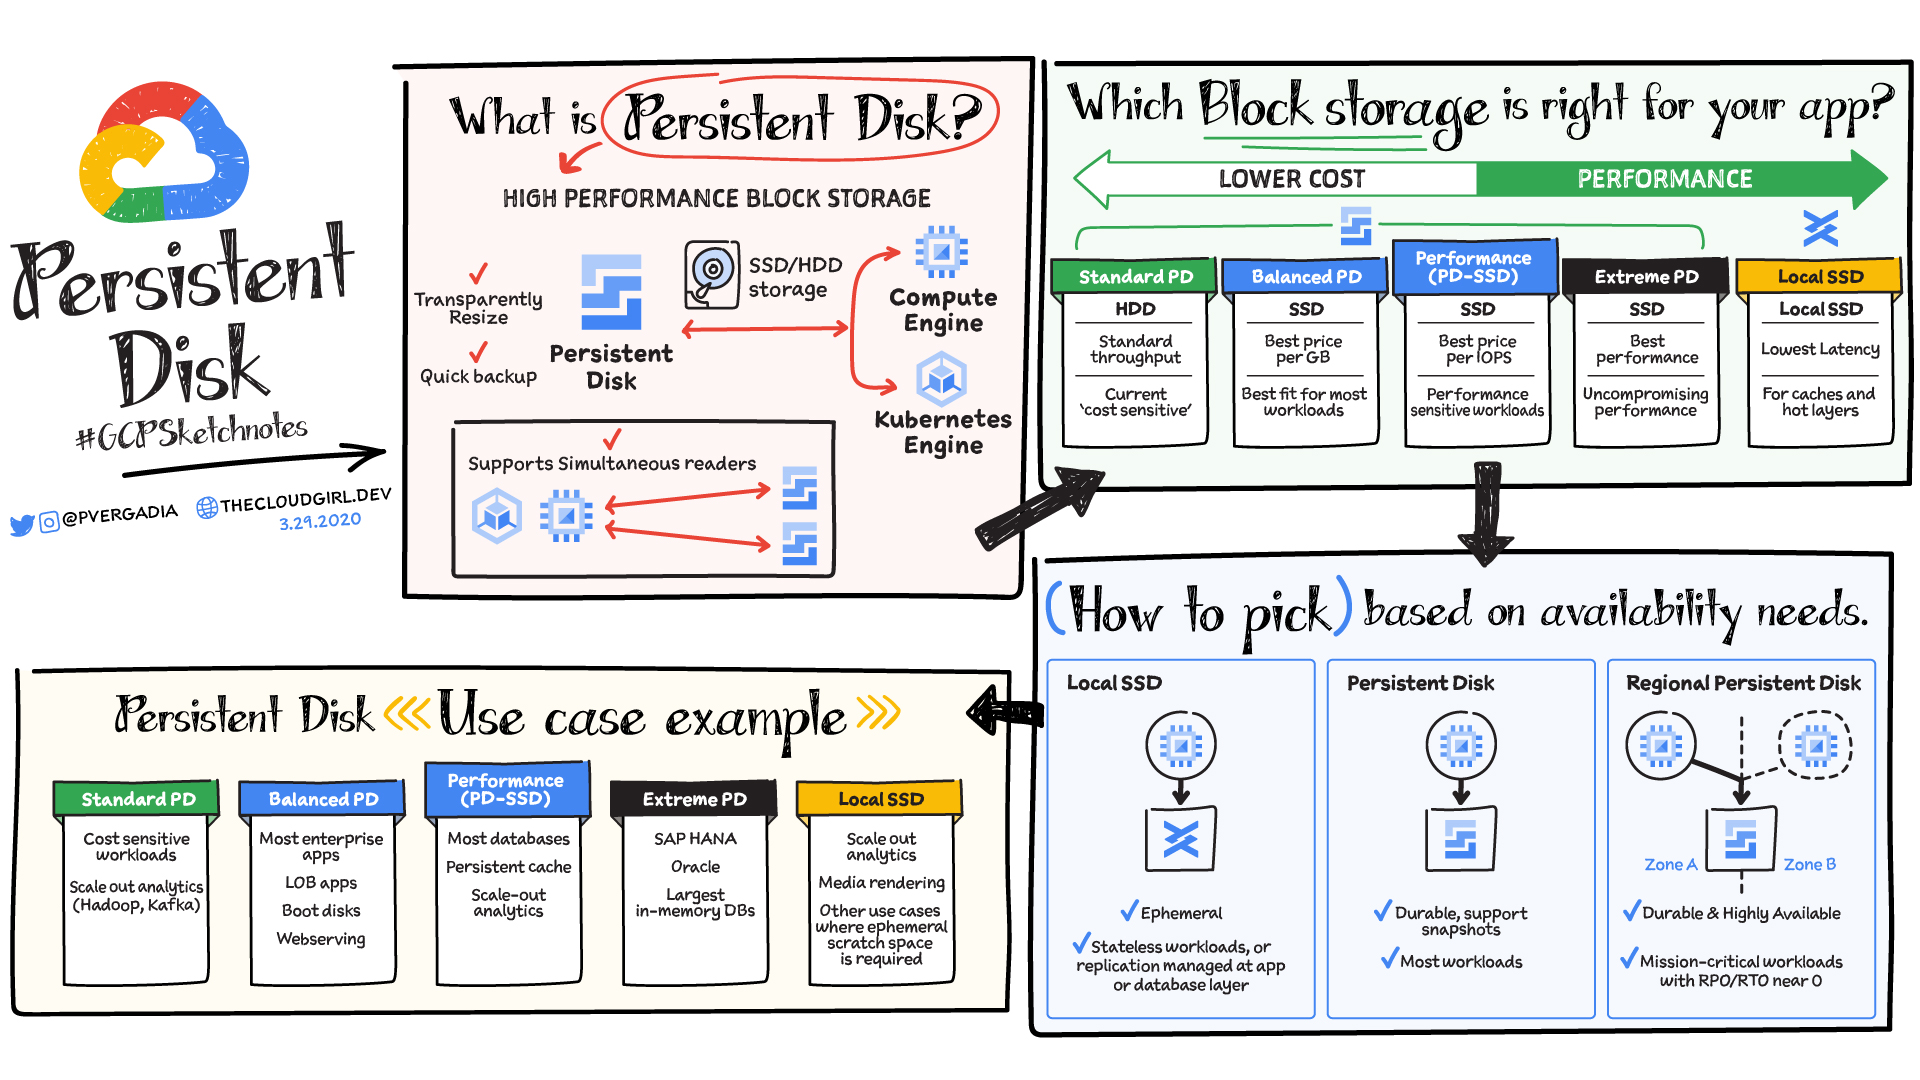 Persistent
Disk
#GCPSketchnotes
@PVERGADIA
THECLOUDGIRL.DEV
3.29.2020
What is Persistent Disk?
HIGH PERFORMANCE BLOCK STORAGE
Transparently
Resize
Quick backup
Persistent
Disk
SSD/HDD
storage
Compute
Engine
Kubernetes
Engine
Supports Simultaneous readers
Which Block storage is right for your app?
LOWER COST
PERFORMANCE
Standard PD
HDD
Standard
throughput
Current
'cost sensitive'
Balanced PD
SSD
Best price
per GB
Best fit for most
workloads
Performance
(PD-SSD)
SSD
Best price
per IOPS
Performance
sensitive workloads
Extreme PD
SSD
Best
performance
Uncompromising
performance
Local SSD
Local SSD
Lowest Latency
For caches and
hot layers
(How to pick) based on availability needs.
Local SSD
Ephemeral
Stateless workloads, or
replication managed at app
or database layer
Persistent Disk
Durable, support
snapshots
Most workloads
Regional Persistent Disk
Zone A
Zone B
Durable & Highly Available
Mission-critical workloads
with RPO/RTO near 0
Persistent Disk Use case example
Standard PD
Cost sensitive
workloads
Scale out analytics
(Hadoop, Kafka)
Balanced PD
Most enterprise
apps
LOB apps
Boot disks
Webserving
Performance
(PD-SSD)
Most databases
Persistent cache
Scale-out
analytics
Extreme PD
SAP HANA
Oracle
Largest
in-memory DBs
Local SSD
Scale out
analytics
Media rendering
Other use cases
where ephemeral
scratch space
is required